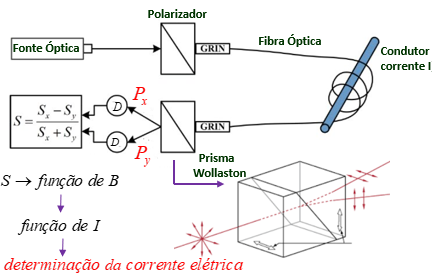 Polarizador
Fonte Óptica
GRIN
Fibra Óptica
Condutor
corrente I
S = \frac{S_x - S_y}{S_x + S_y}
D
P_x
D
P_y
GRIN
Prisma
Wollaston
S → função de B
função de I
determinação da corrente elétrica